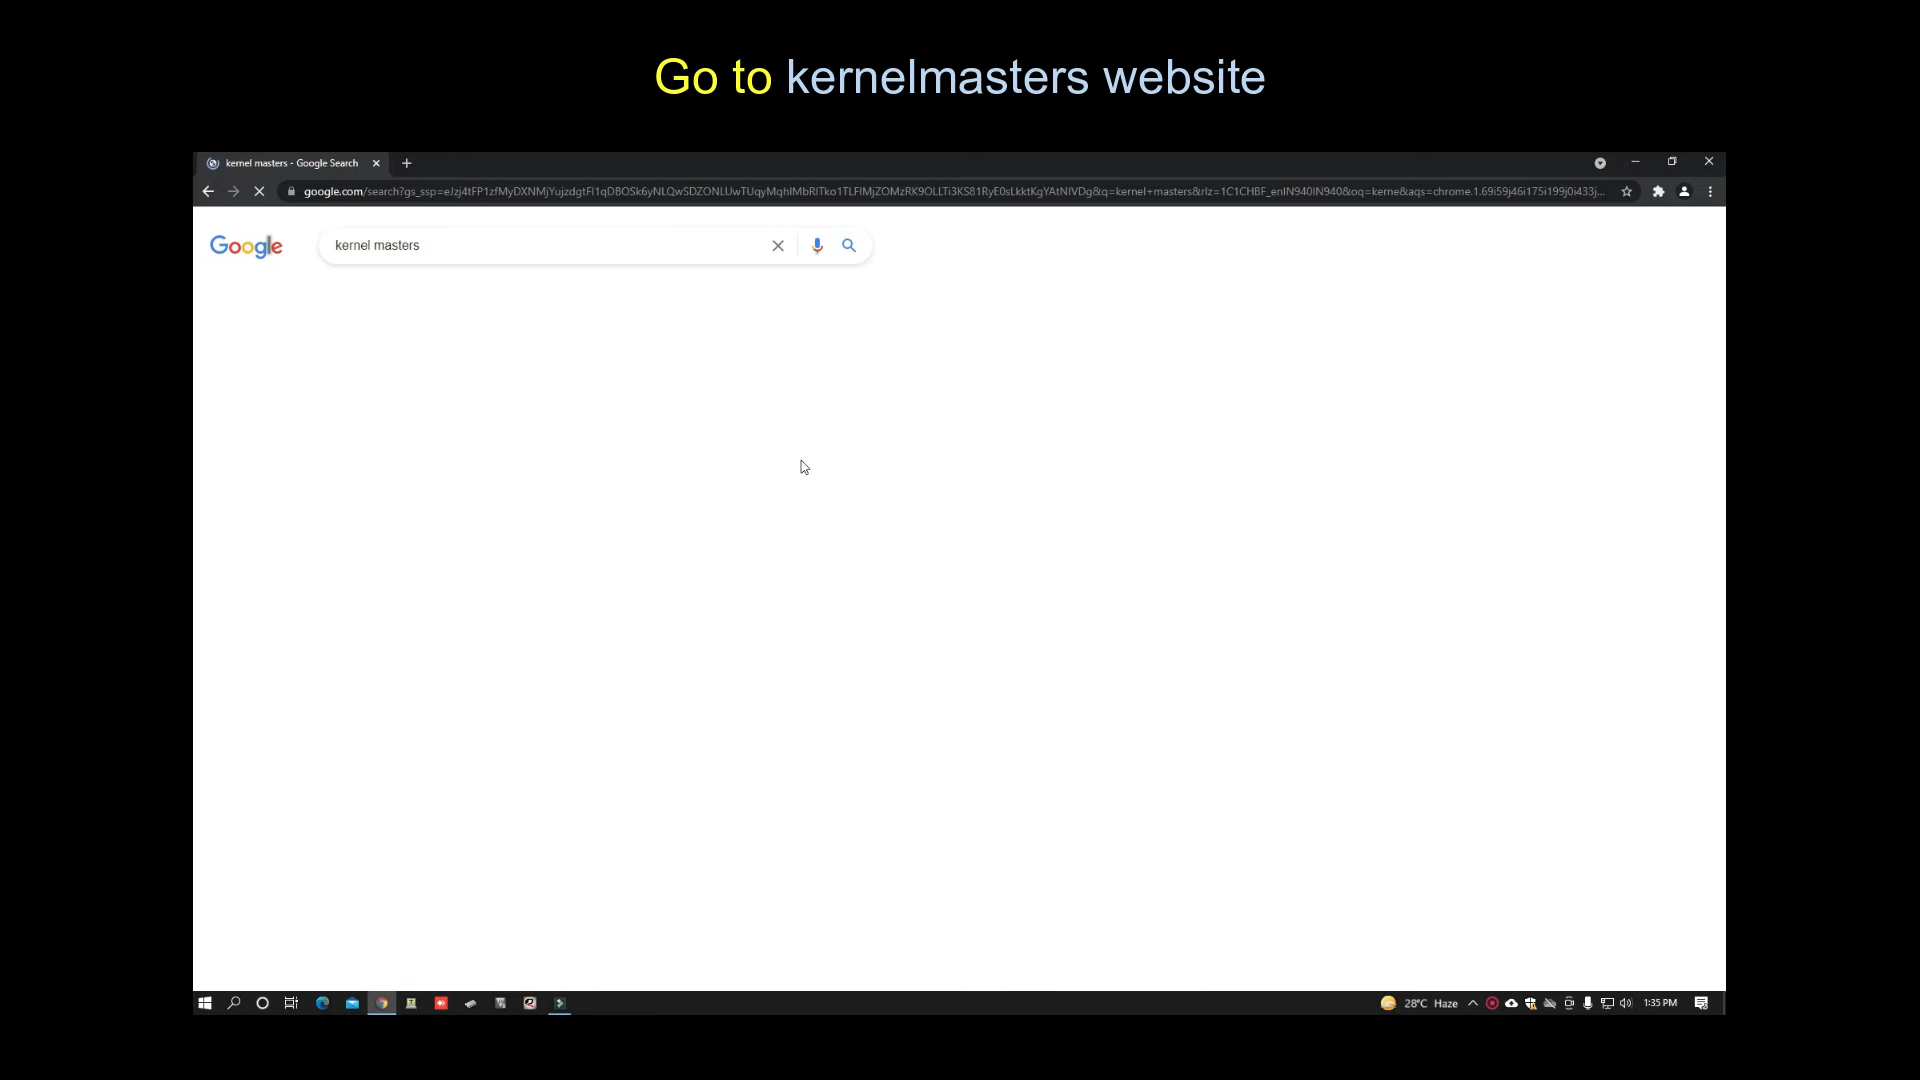 Go to kernelmasters website
kernel masters - Google Search
Google
kernel masters
28°C Haze
1:35 PM